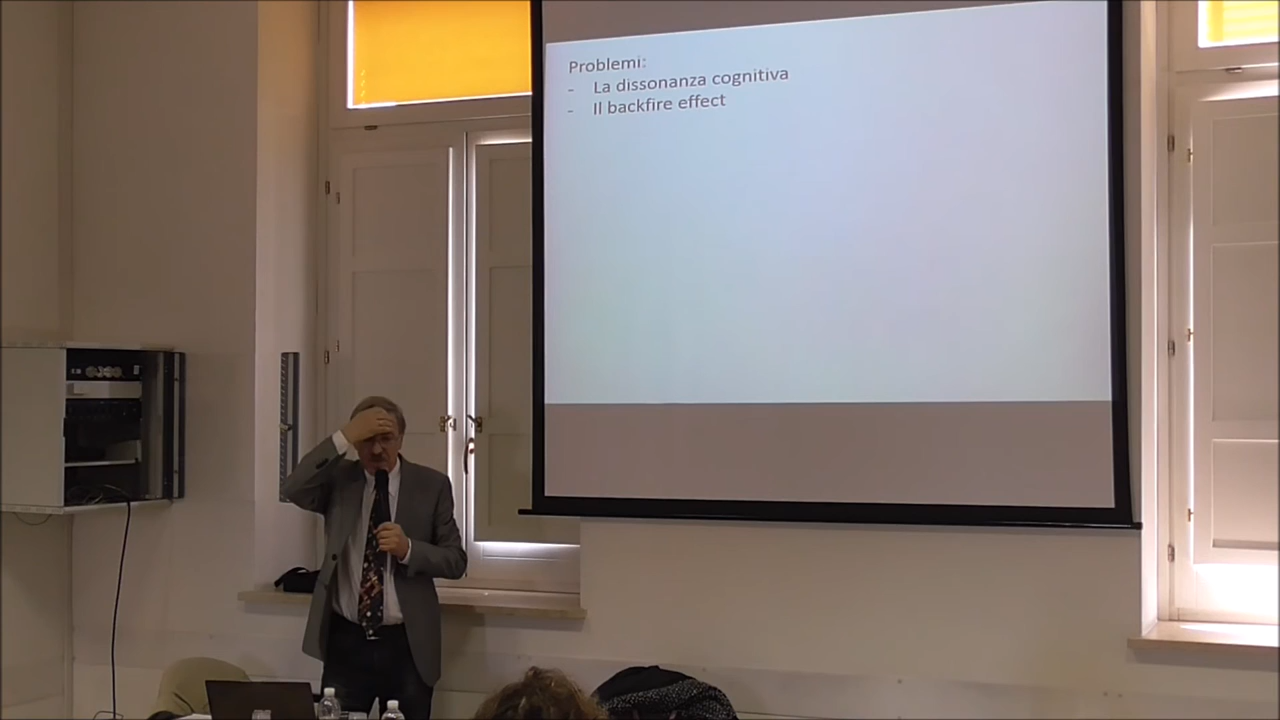 Problemi:
- La dissonanza cognitiva
- Il backfire effect